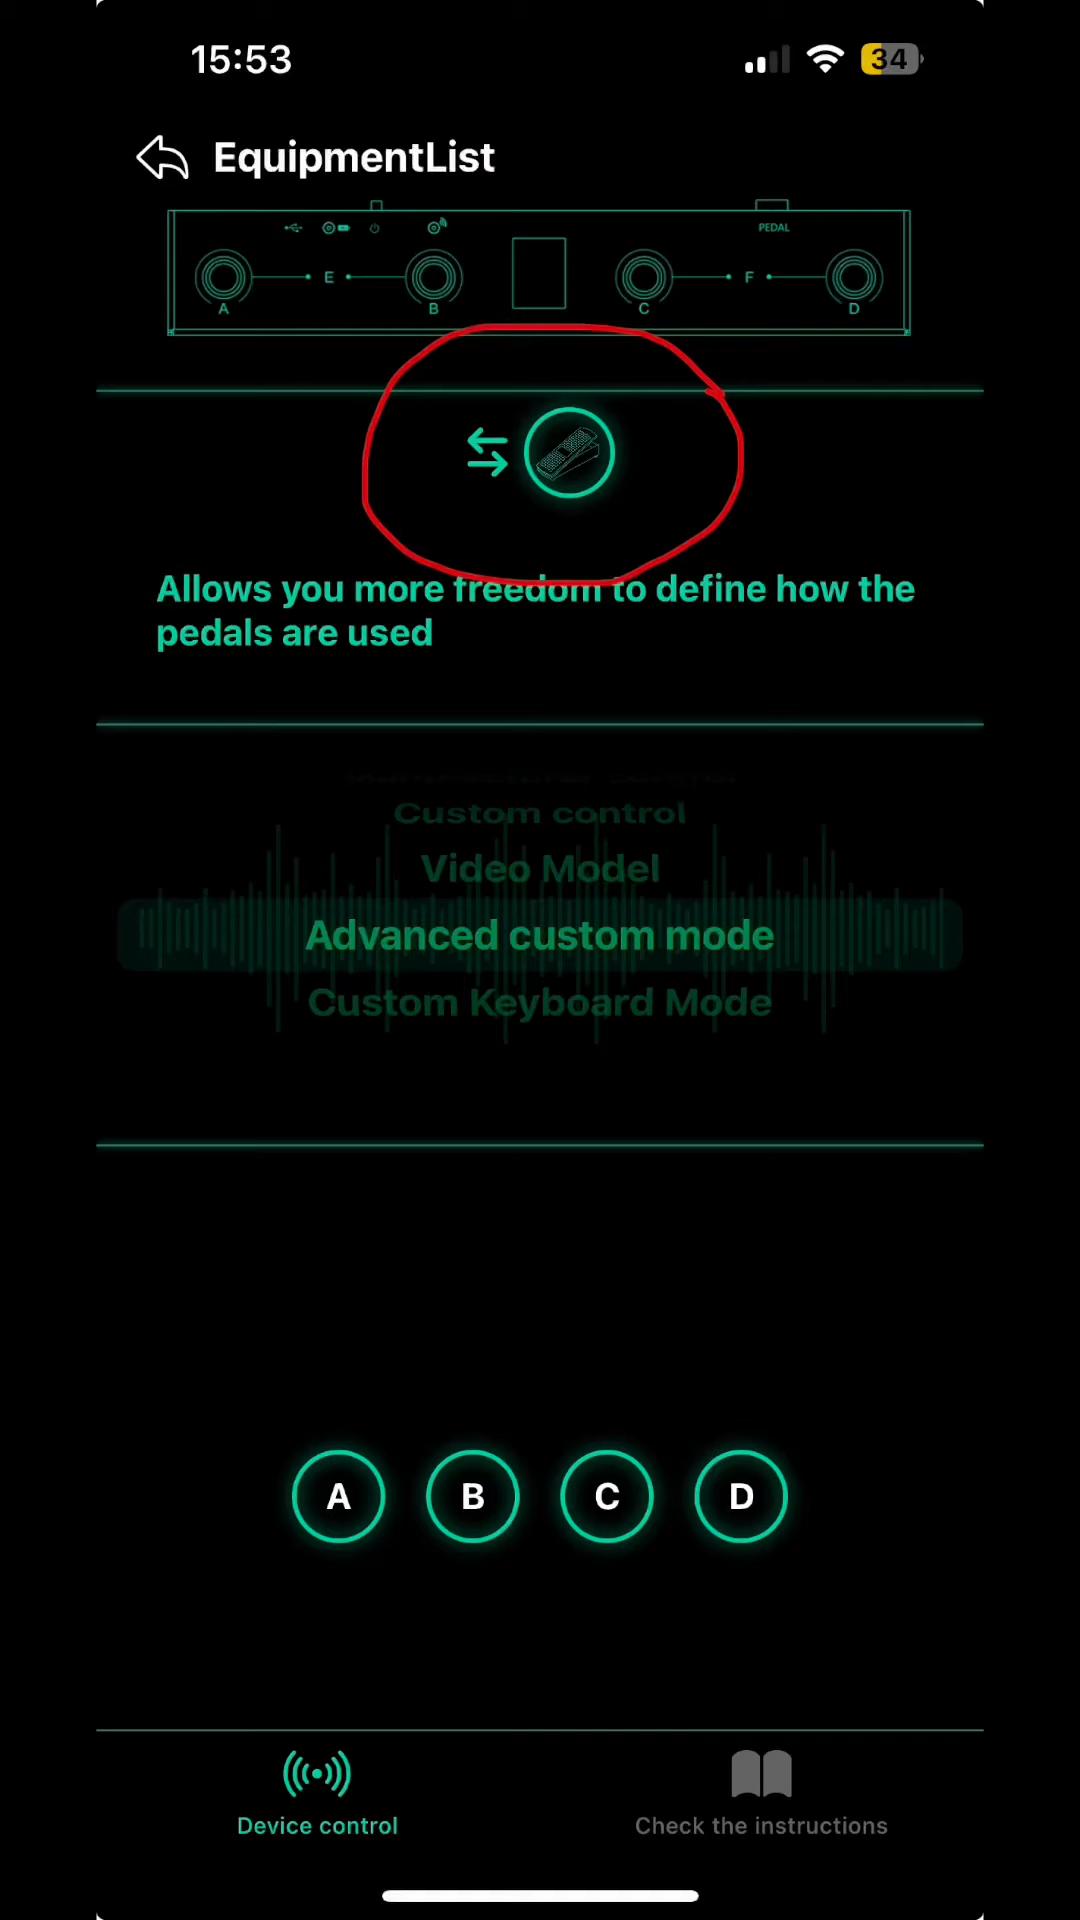 15:53
34
EquipmentList
PEDAL
E
F
A
B
C
D
Allows you more freedom to define how the
pedals are used
Custom control
Video Model
Advanced custom mode
Custom Keyboard Mode
A
B
C
D
Device control
Check the instructions